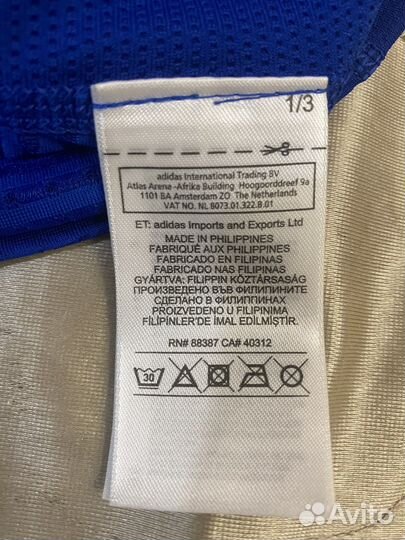 1/3
adidas International Trading BV
Atlas Arena -Afrika Building Hoogoorddreef 9a
1101 BA Amsterdam ZO The Netherlands
VAT NO. NL 8073.01.322.B.01
ET: adidas Imports and Exports Ltd
MADE IN PHILIPPINES
FABRIQUÉ AUX PHILIPPINES
FABRICADO EN FILIPINAS
FABRICADO NAS FILIPINAS
GYÁRTVA: FILIPPIN KÖZTÁRSASÁG
ПРОИЗВЕДЕНО ВЪВ ФИЛИПИНИТЕ
СДЕЛАНО В ФИЛИППИНАХ
PROIZVEDENO U FILIPINIMA
FİLİPİNLER'DE IMAL EDİLMİŞTİR.
RN# 88387 CA# 40312
30
Avito